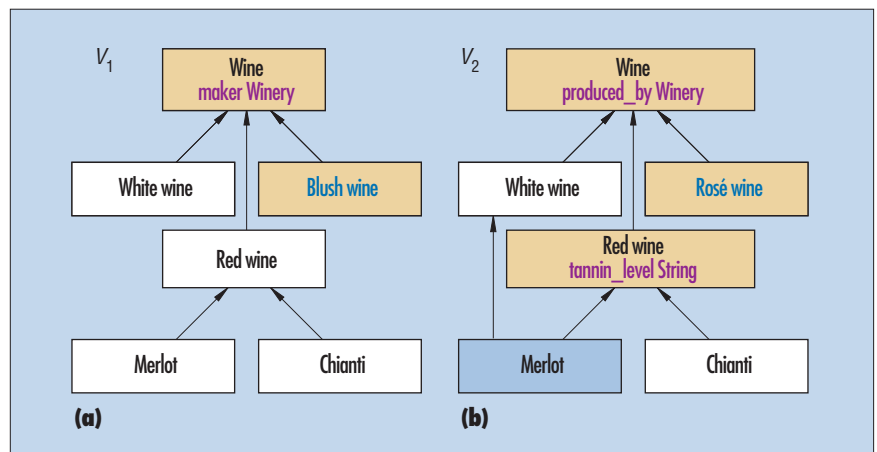 V1
Wine
maker Winery
White wine
Blush wine
Red wine
Merlot
Chianti
(a)
V2
Wine
produced_by Winery
White wine
Rosé wine
Red wine
tannin_level String
Merlot
Chianti
(b)